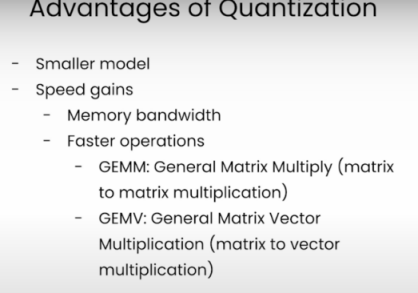 Advantages of Quantization
- Smaller model
- Speed gains
- Memory bandwidth
- Faster operations
- GEMM: General Matrix Multiply (matrix
to matrix multiplication)
- GEMV: General Matrix Vector
Multiplication (matrix to vector
multiplication)